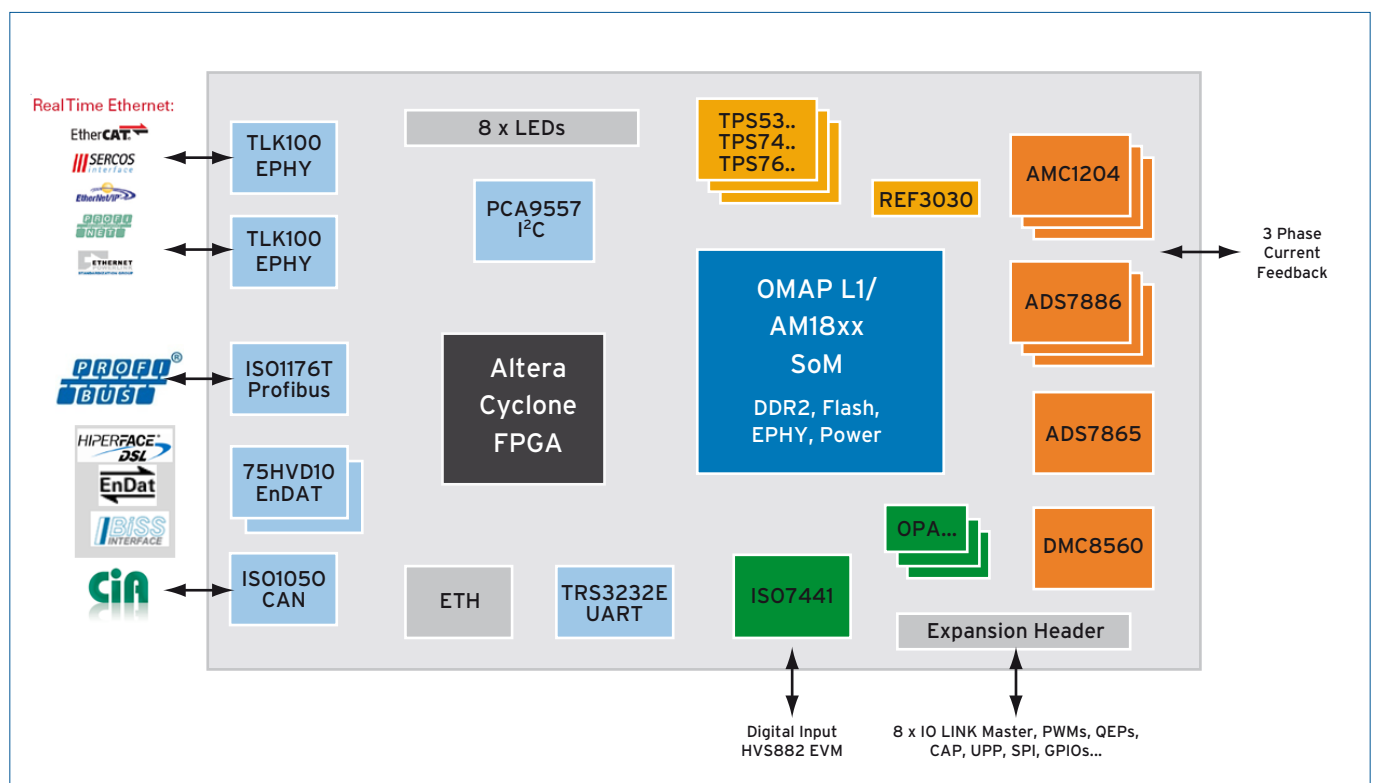 RealTime Ethernet:
EtherCAT
SERCOS
interface
EtherNet/IP
PROFI
NET
ETHERNET
POWERLINK
PROFI®
BUS
HIPERFACE®
DSL
EnDat
BiSS
INTERFACE
CiA
TLK100
EPHY
TLK100
EPHY
ISO1176T
Profibus
75HVD10
EnDAT
ISO1050
CAN
8 x LEDs
PCA9557
I²C
Altera
Cyclone
FPGA
ETH
TRS3232E
UART
TPS53..
TPS74..
TPS76..
REF3030
OMAP L1/
AM18xx
SoM
DDR2, Flash,
EPHY, Power
OPA...
ISO7441
Expansion Header
AMC1204
ADS7886
ADS7865
DMC8560
3 Phase
Current
Feedback
Digital Input
HVS882 EVM
8 x IO LINK Master, PWMs, QEPs,
CAP, UPP, SPI, GPIOs...